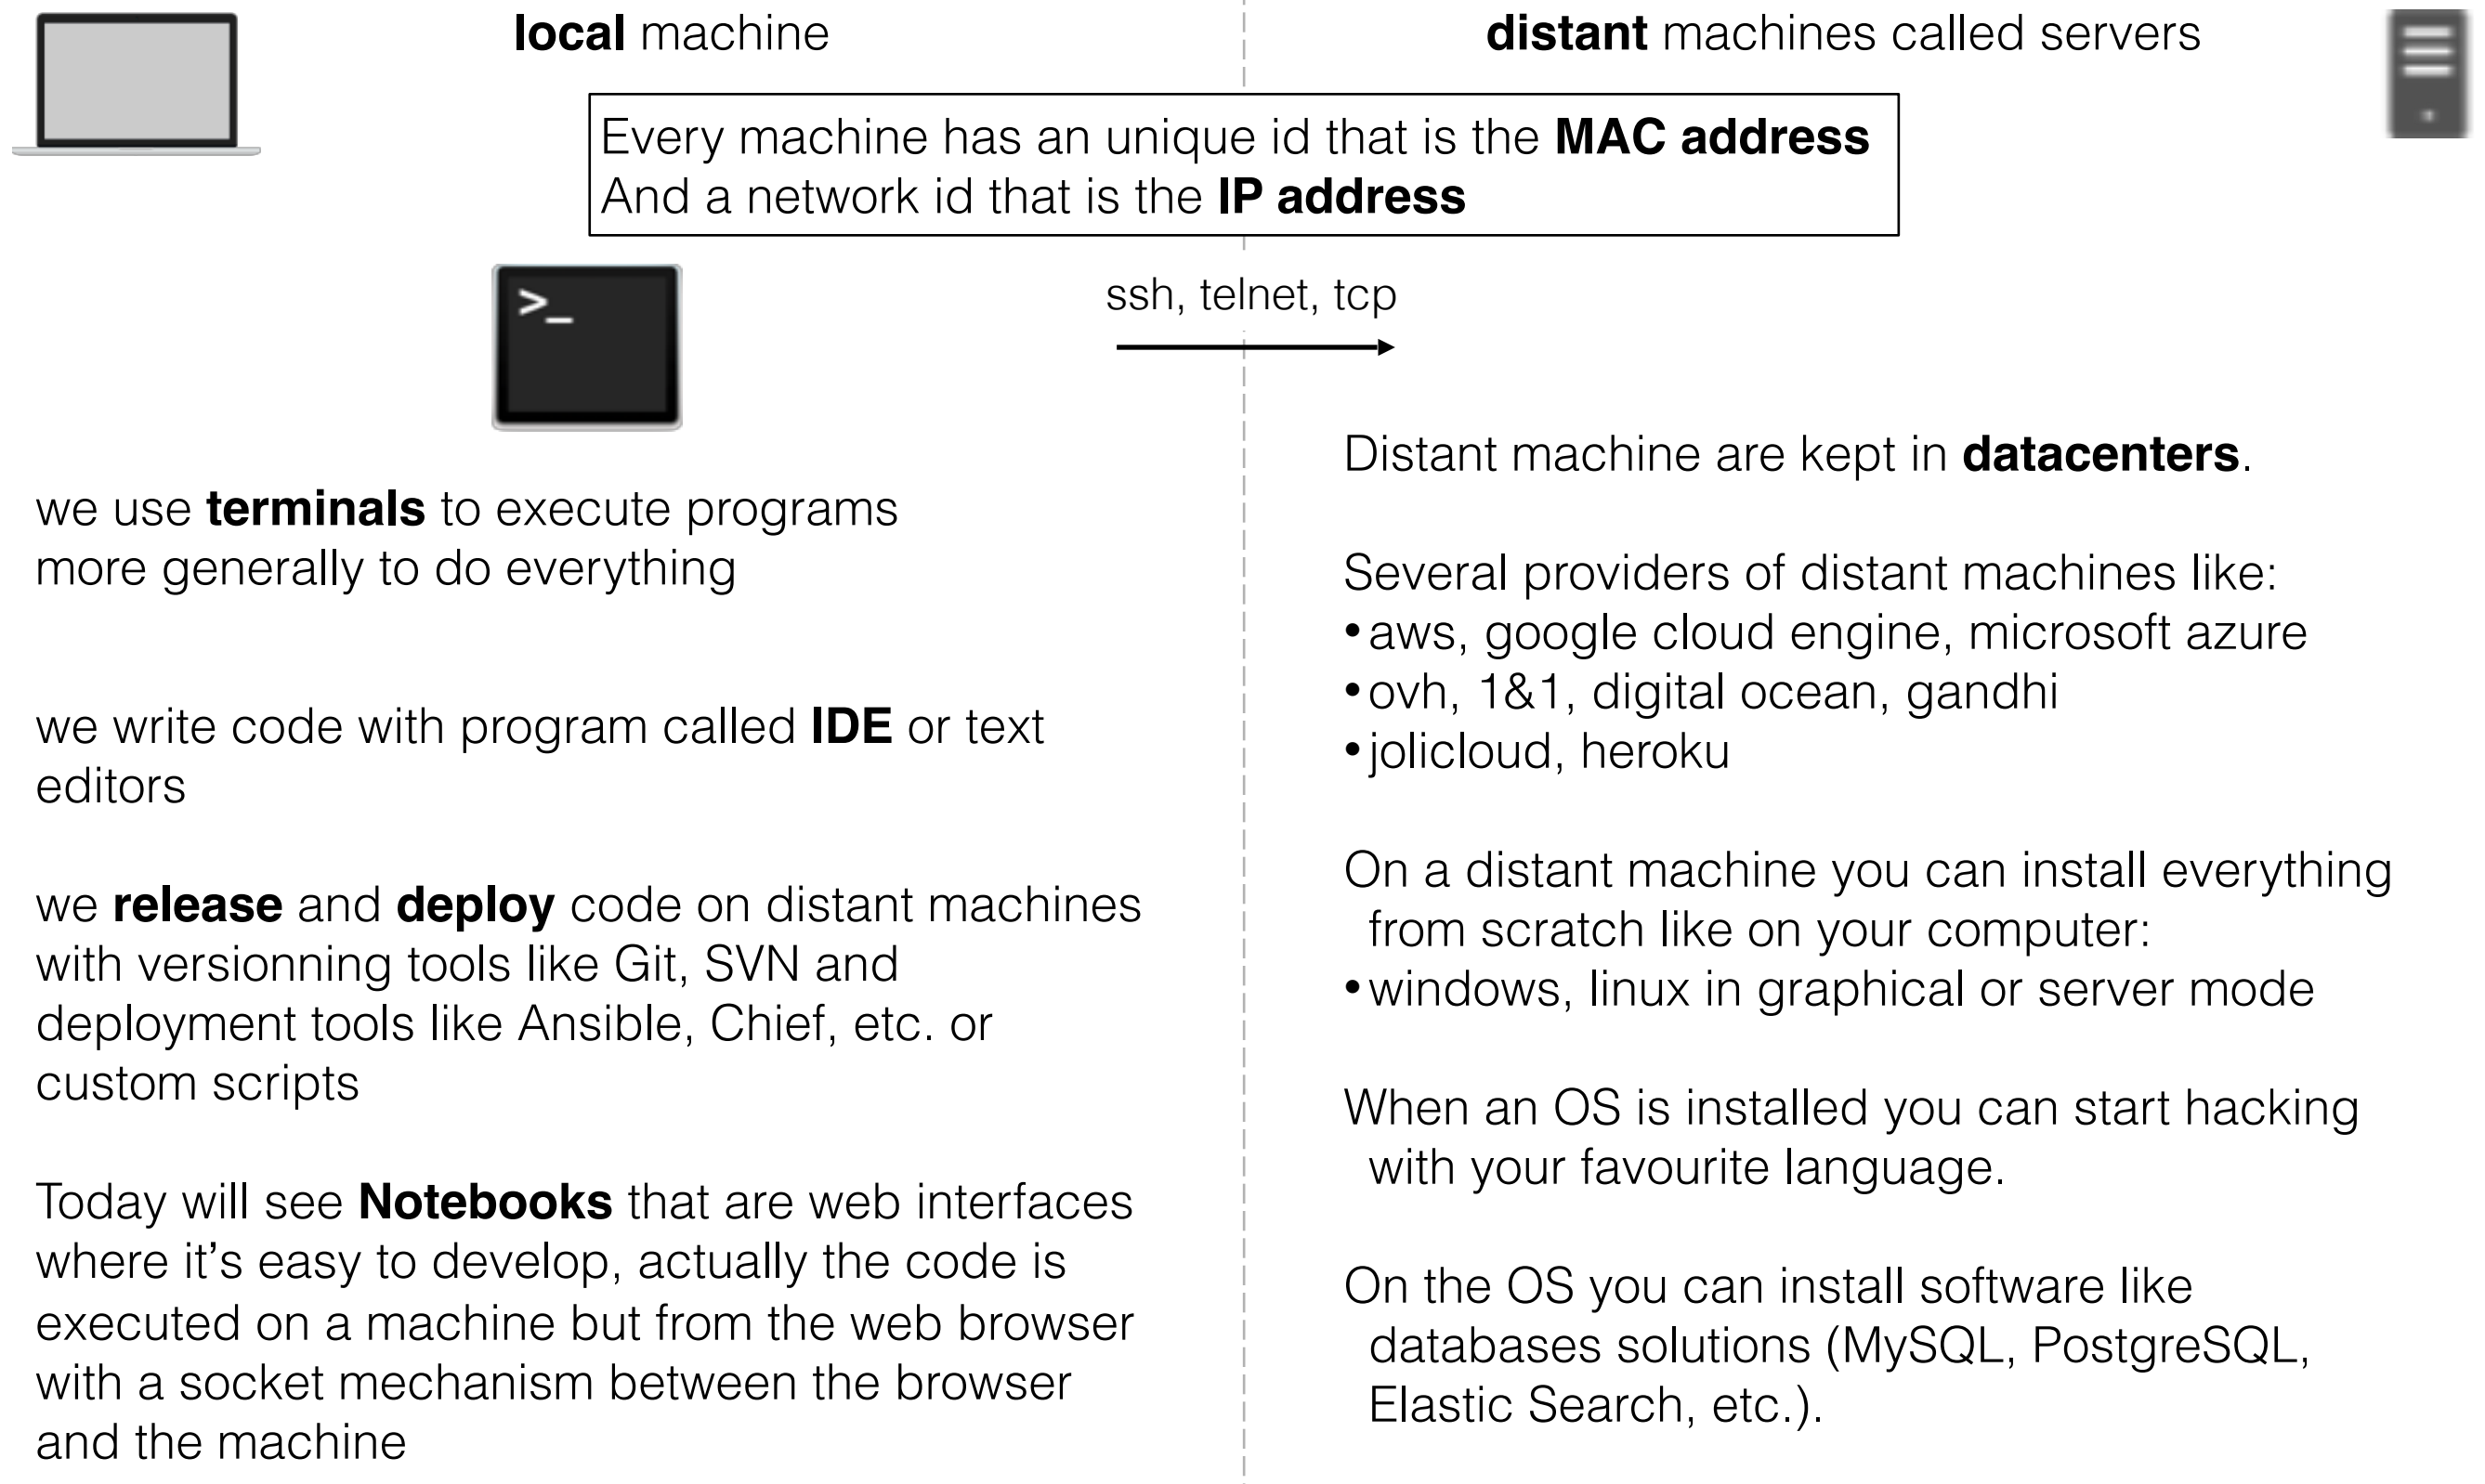 local machine
distant machines called servers
Every machine has an unique id that is the MAC address
And a network id that is the IP address
>_
ssh, telnet, tcp
we use terminals to execute programs
more generally to do everything
we write code with program called IDE or text
editors
we release and deploy code on distant machines
with versionning tools like Git, SVN and
deployment tools like Ansible, Chief, etc. or
custom scripts
Today will see Notebooks that are web interfaces
where it's easy to develop, actually the code is
executed on a machine but from the web browser
with a socket mechanism between the browser
and the machine
Distant machine are kept in datacenters.
Several providers of distant machines like:
•aws, google cloud engine, microsoft azure
•ovh, 1&1, digital ocean, gandhi
•jolicloud, heroku
On a distant machine you can install everything
from scratch like on your computer:
•windows, linux in graphical or server mode
When an OS is installed you can start hacking
with your favourite language.
On the OS you can install software like
databases solutions (MySQL, PostgreSQL,
Elastic Search, etc.).